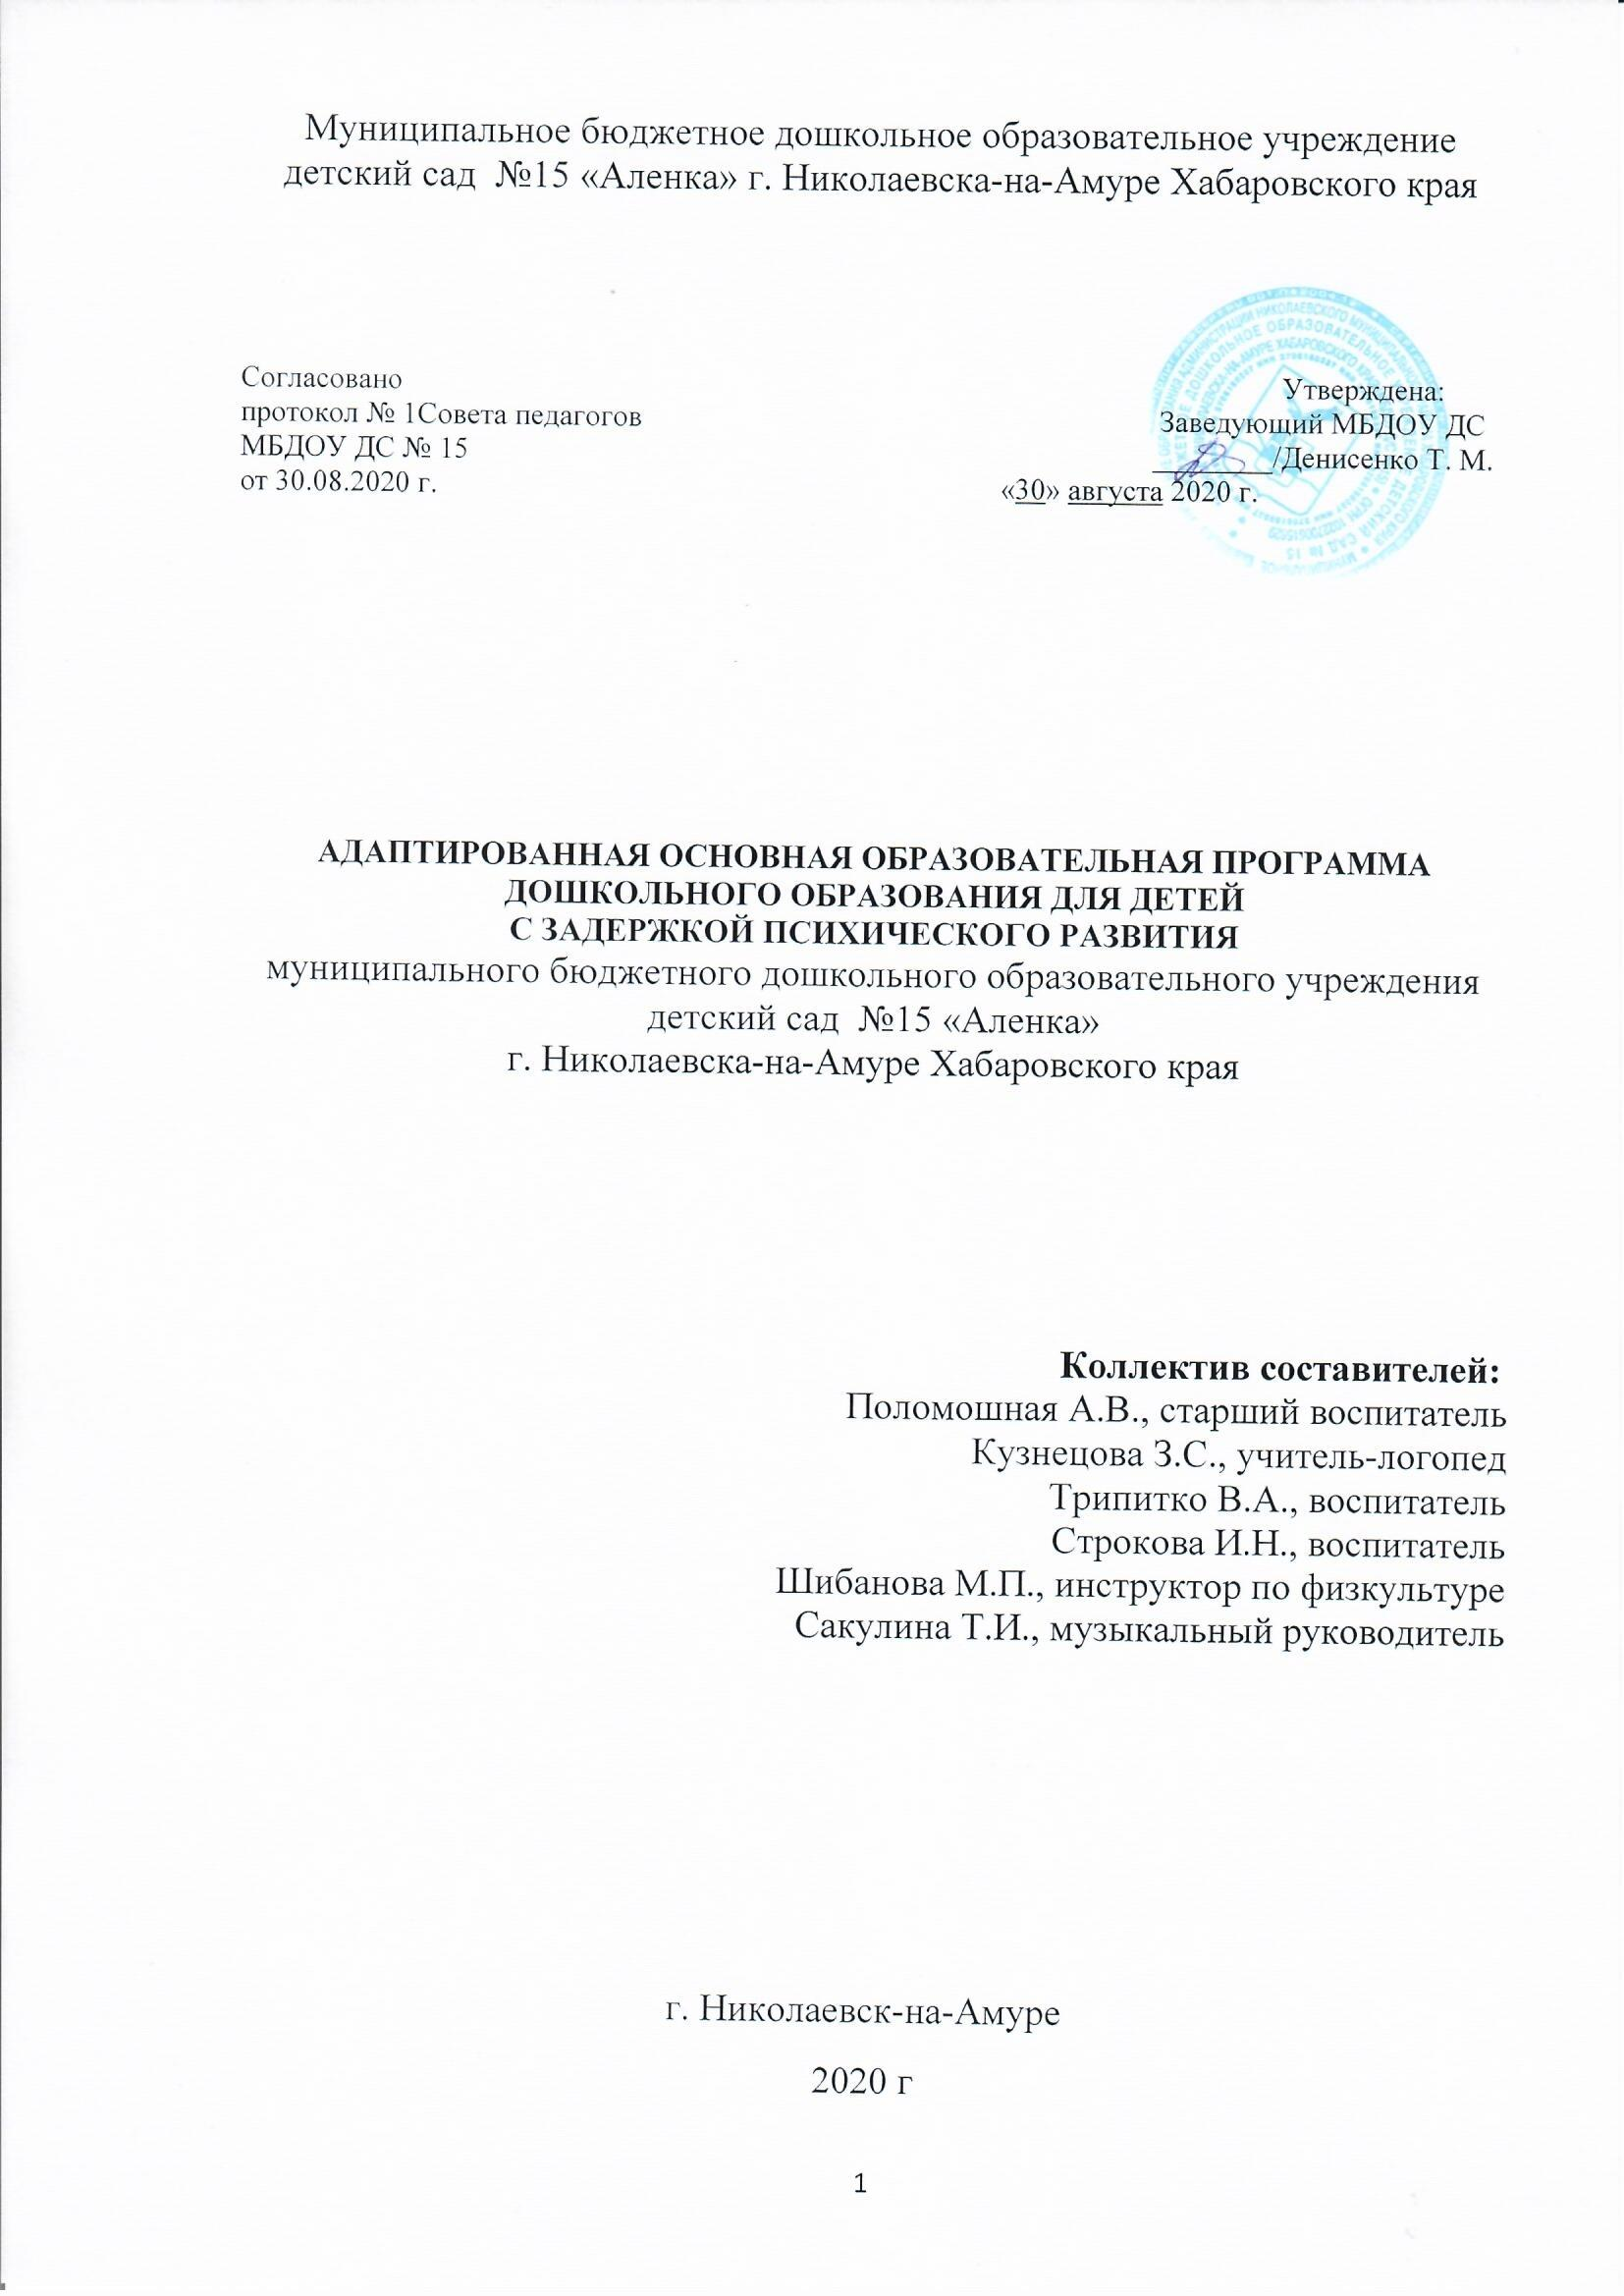 Муниципальное бюджетное дошкольное образовательное учреждение
детский сад №15 «Аленка» г. Николаевска-на-Амуре Хабаровского края
Согласовано
протокол № 1Совета педагогов
МБДОУ ДС № 15
от 30.08.2020 г.
Утверждена:
Заведующий МБДОУ ДС
________/Денисенко Т. М.
«30» августа 2020 г.
АДАПТИРОВАННАЯ ОСНОВНАЯ ОБРАЗОВАТЕЛЬНАЯ ПРОГРАММА
ДОШКОЛЬНОГО ОБРАЗОВАНИЯ ДЛЯ ДЕТЕЙ
С ЗАДЕРЖКОЙ ПСИХИЧЕСКОГО РАЗВИТИЯ
муниципального бюджетного дошкольного образовательного учреждения
детский сад №15 «Аленка»
г. Николаевска-на-Амуре Хабаровского края
Коллектив составителей:
Поломошная А.В., старший воспитатель
Кузнецова З.С., учитель-логопед
Трипитко В.А., воспитатель
Строкова И.Н., воспитатель
Шибанова М.П., инструктор по физкультуре
Сакулина Т.И., музыкальный руководитель
г. Николаевск-на-Амуре
2020 г
1